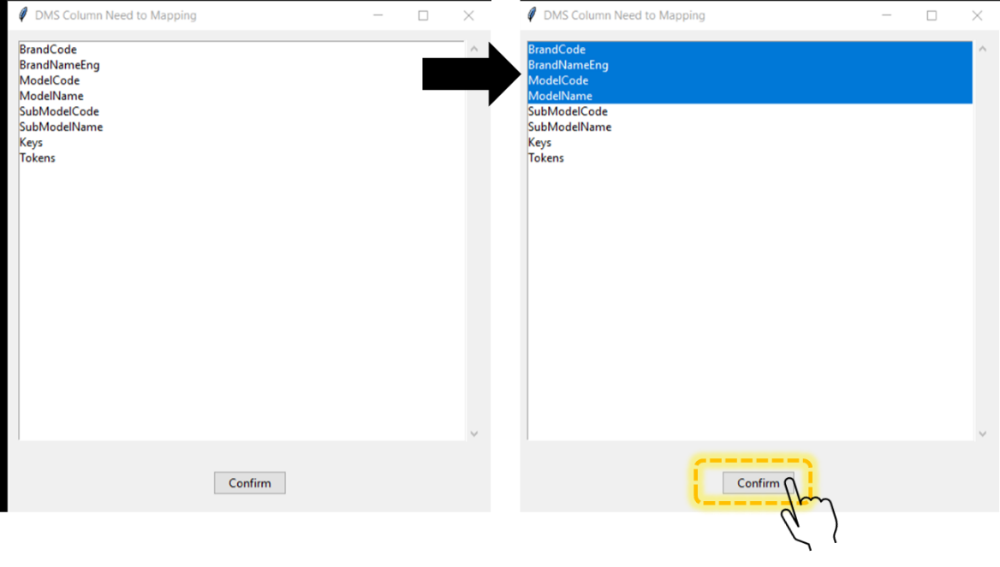 DMS Column Need to Mapping
BrandCode
BrandNameEng
ModelCode
ModelName
SubModelCode
SubModelName
Keys
Tokens
Confirm
DMS Column Need to Mapping
BrandCode
BrandNameEng
ModelCode
ModelName
SubModelCode
SubModelName
Keys
Tokens
Confirm